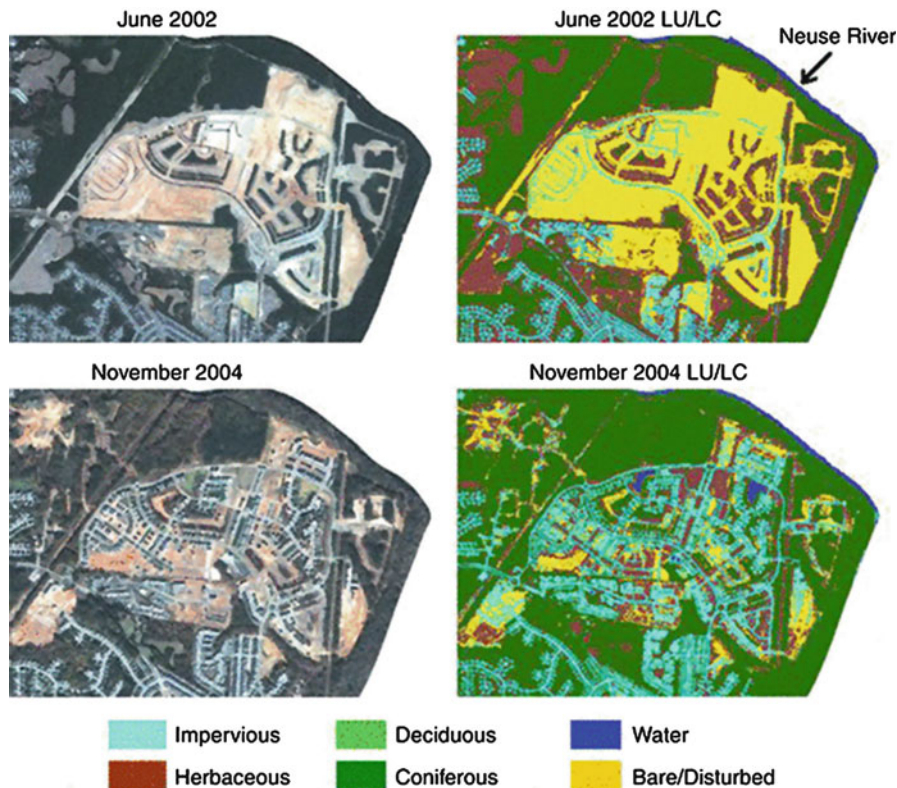 June 2002
June 2002 LU/LC
Neuse River
November 2004
November 2004 LU/LC
Impervious
Deciduous
Water
Herbaceous
Coniferous
Bare/Disturbed